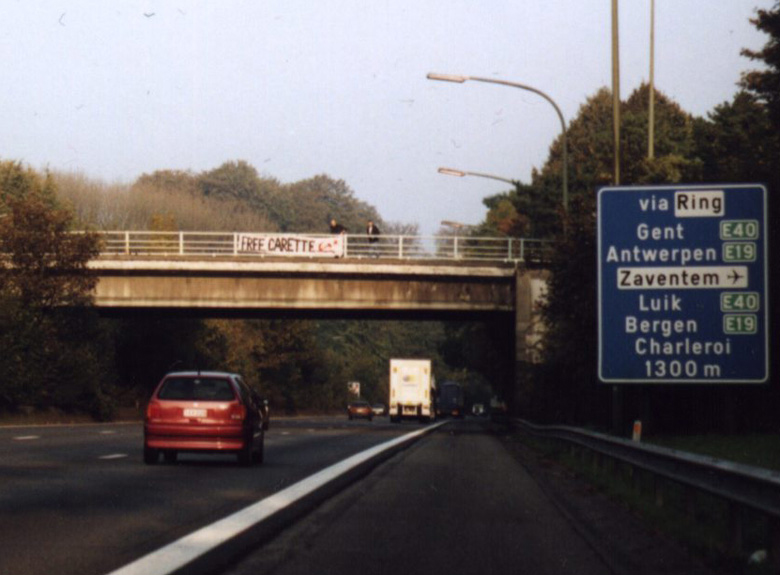 FREE CARETTE
via Ring
Gent E40
Antwerpen E19
Zaventem
Luik E40
Bergen E19
Charleroi
1300 m